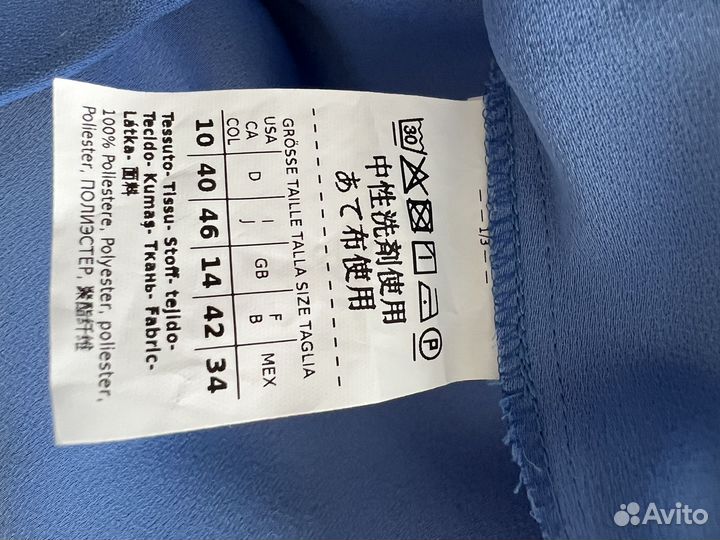 - - 1/3 - -
30 P
中性洗剤使用
あて布使用
GRÖSSE TAILLE TALLA SIZE TAGLIA
USA D I GB F MEX
CA J B
COL
10 40 46 14 42 34
Tessuto- Tissu- Stoff- tejido-
Tecido- Kumaş- Ткань- Fabric-
Látka- 面料
100% Poliestere, Polyester, poliester,
Poliester, ПОЛИЭСТЕР, 聚酯纤维
Avito